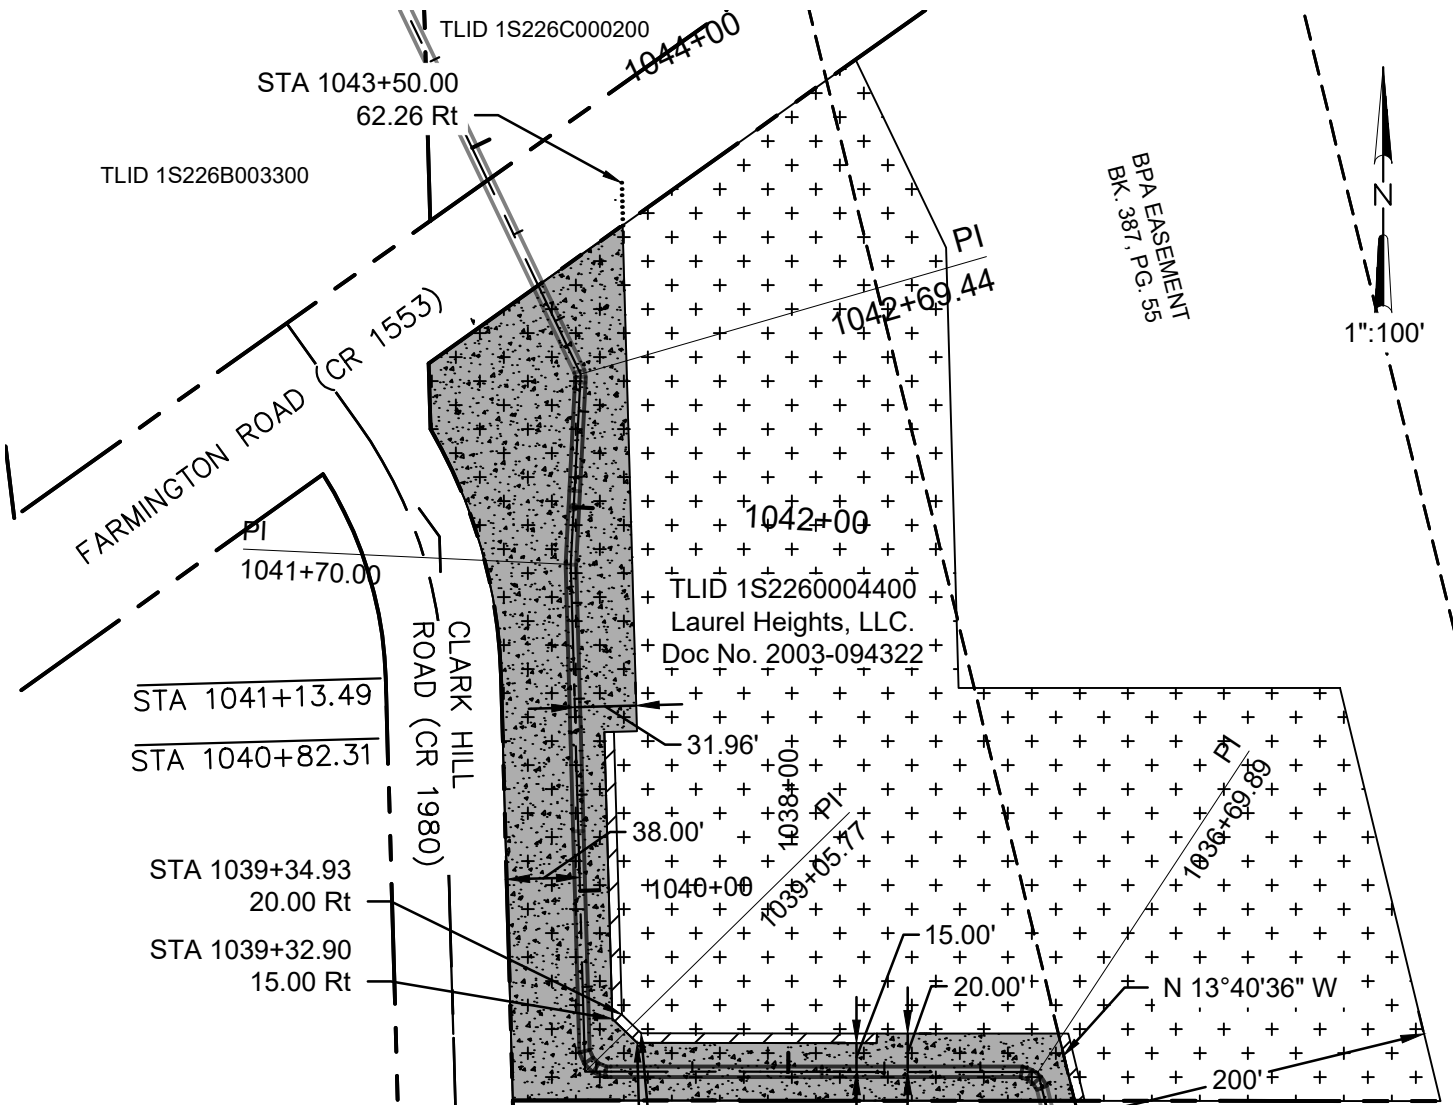 TLID 1S226C000200
1044+00
STA 1043+50.00
62.26 Rt
TLID 1S226B003300
BPA EASEMENT
BK. 387, PG. 55
N
1":100'
PI
1042+69.44
FARMINGTON ROAD (CR 1553)
PI
1041+70.00
1042+00
TLID 1S2260004400
Laurel Heights, LLC.
Doc No. 2003-094322
CLARK HILL
ROAD (CR 1980)
STA 1041+13.49
STA 1040+82.31
31.96'
38.00'
1038+00
PI
1039+05.77
PI
1036+69.89
1040+00
STA 1039+34.93
20.00 Rt
STA 1039+32.90
15.00 Rt
15.00'
20.00'
N 13°40'36" W
200'